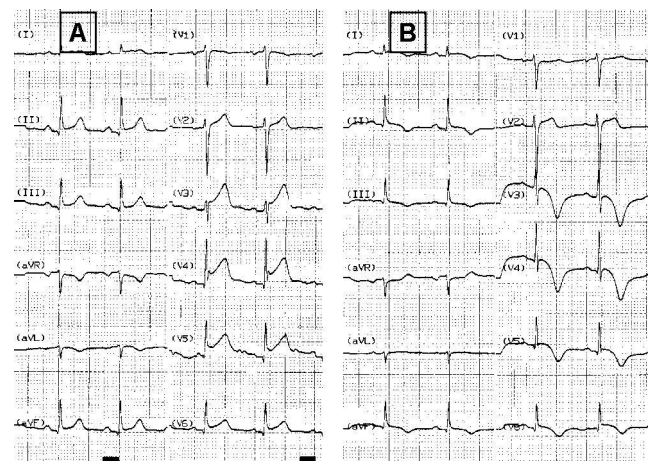 A
(I)
(V1)
(II)
(V2)
(III)
(V3)
(aVR)
(V4)
(aVL)
(V5)
(aVF)
(V6)
B
(I)
(V1)
(II)
(V2)
(III)
(V3)
(aVR)
(V4)
(aVL)
(V5)
(aVF)
(V6)